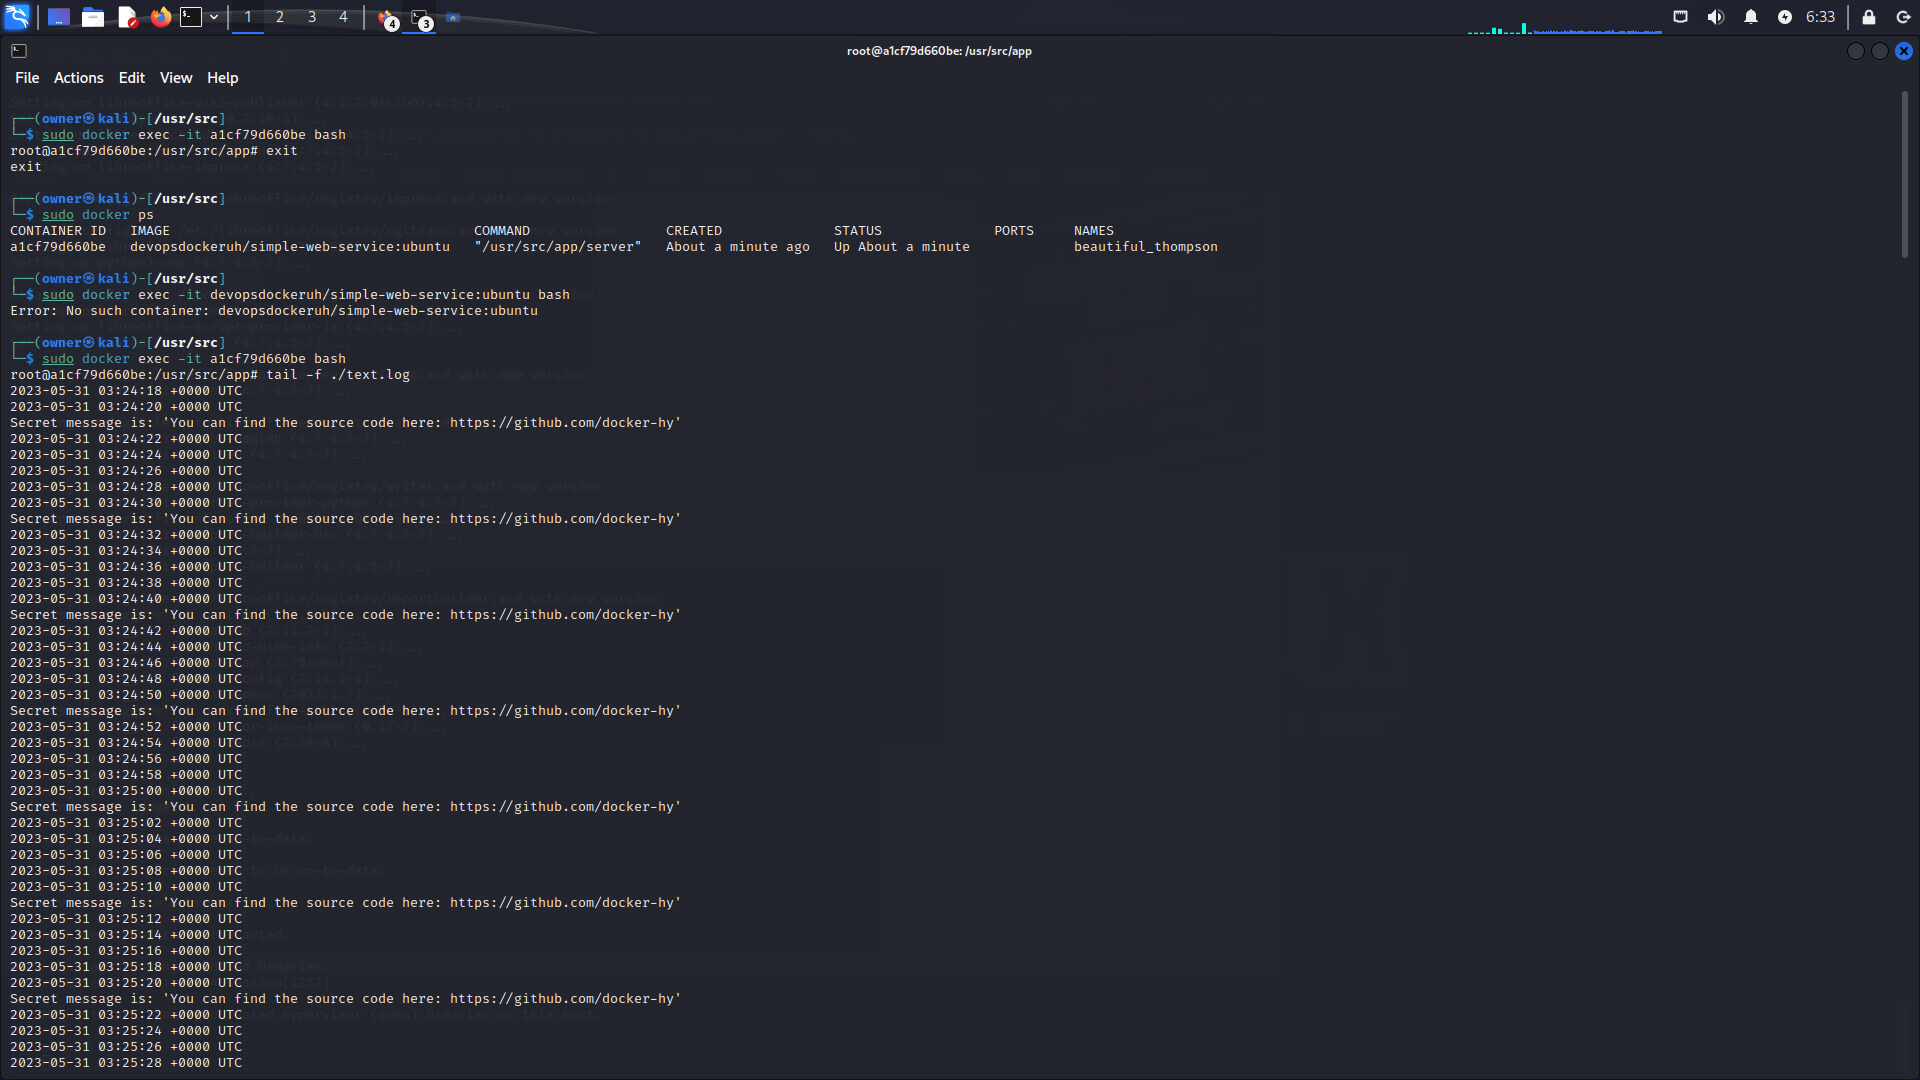 1 2 3 4 4 3 6:33
root@a1cf79d660be: /usr/src/app
File Actions Edit View Help
Setting up libreoffice-wiki-publisher (4:1.2.0+LibO7.4.5-2) ...
┌──(owner㉿kali)-[/usr/src]
└─$ sudo docker exec -it a1cf79d660be bash
root@a1cf79d660be:/usr/src/app# exit
exit
┌──(owner㉿kali)-[/usr/src]
└─$ sudo docker ps
CONTAINER ID IMAGE COMMAND CREATED STATUS PORTS NAMES
a1cf79d660be devopsdockeruh/simple-web-service:ubuntu "/usr/src/app/server" About a minute ago Up About a minute beautiful_thompson
┌──(owner㉿kali)-[/usr/src]
└─$ sudo docker exec -it devopsdockeruh/simple-web-service:ubuntu bash
Error: No such container: devopsdockeruh/simple-web-service:ubuntu
┌──(owner㉿kali)-[/usr/src]
└─$ sudo docker exec -it a1cf79d660be bash
root@a1cf79d660be:/usr/src/app# tail -f ./text.log
2023-05-31 03:24:18 +0000 UTC
2023-05-31 03:24:20 +0000 UTC
Secret message is: 'You can find the source code here: https://github.com/docker-hy'
2023-05-31 03:24:22 +0000 UTC
2023-05-31 03:24:24 +0000 UTC
2023-05-31 03:24:26 +0000 UTC
2023-05-31 03:24:28 +0000 UTC
2023-05-31 03:24:30 +0000 UTC
Secret message is: 'You can find the source code here: https://github.com/docker-hy'
2023-05-31 03:24:32 +0000 UTC
2023-05-31 03:24:34 +0000 UTC
2023-05-31 03:24:36 +0000 UTC
2023-05-31 03:24:38 +0000 UTC
2023-05-31 03:24:40 +0000 UTC
Secret message is: 'You can find the source code here: https://github.com/docker-hy'
2023-05-31 03:24:42 +0000 UTC
2023-05-31 03:24:44 +0000 UTC
2023-05-31 03:24:46 +0000 UTC
2023-05-31 03:24:48 +0000 UTC
2023-05-31 03:24:50 +0000 UTC
Secret message is: 'You can find the source code here: https://github.com/docker-hy'
2023-05-31 03:24:52 +0000 UTC
2023-05-31 03:24:54 +0000 UTC
2023-05-31 03:24:56 +0000 UTC
2023-05-31 03:24:58 +0000 UTC
2023-05-31 03:25:00 +0000 UTC
Secret message is: 'You can find the source code here: https://github.com/docker-hy'
2023-05-31 03:25:02 +0000 UTC
2023-05-31 03:25:04 +0000 UTC
2023-05-31 03:25:06 +0000 UTC
2023-05-31 03:25:08 +0000 UTC
2023-05-31 03:25:10 +0000 UTC
Secret message is: 'You can find the source code here: https://github.com/docker-hy'
2023-05-31 03:25:12 +0000 UTC
2023-05-31 03:25:14 +0000 UTC
2023-05-31 03:25:16 +0000 UTC
2023-05-31 03:25:18 +0000 UTC
2023-05-31 03:25:20 +0000 UTC
Secret message is: 'You can find the source code here: https://github.com/docker-hy'
2023-05-31 03:25:22 +0000 UTC
2023-05-31 03:25:24 +0000 UTC
2023-05-31 03:25:26 +0000 UTC
2023-05-31 03:25:28 +0000 UTC